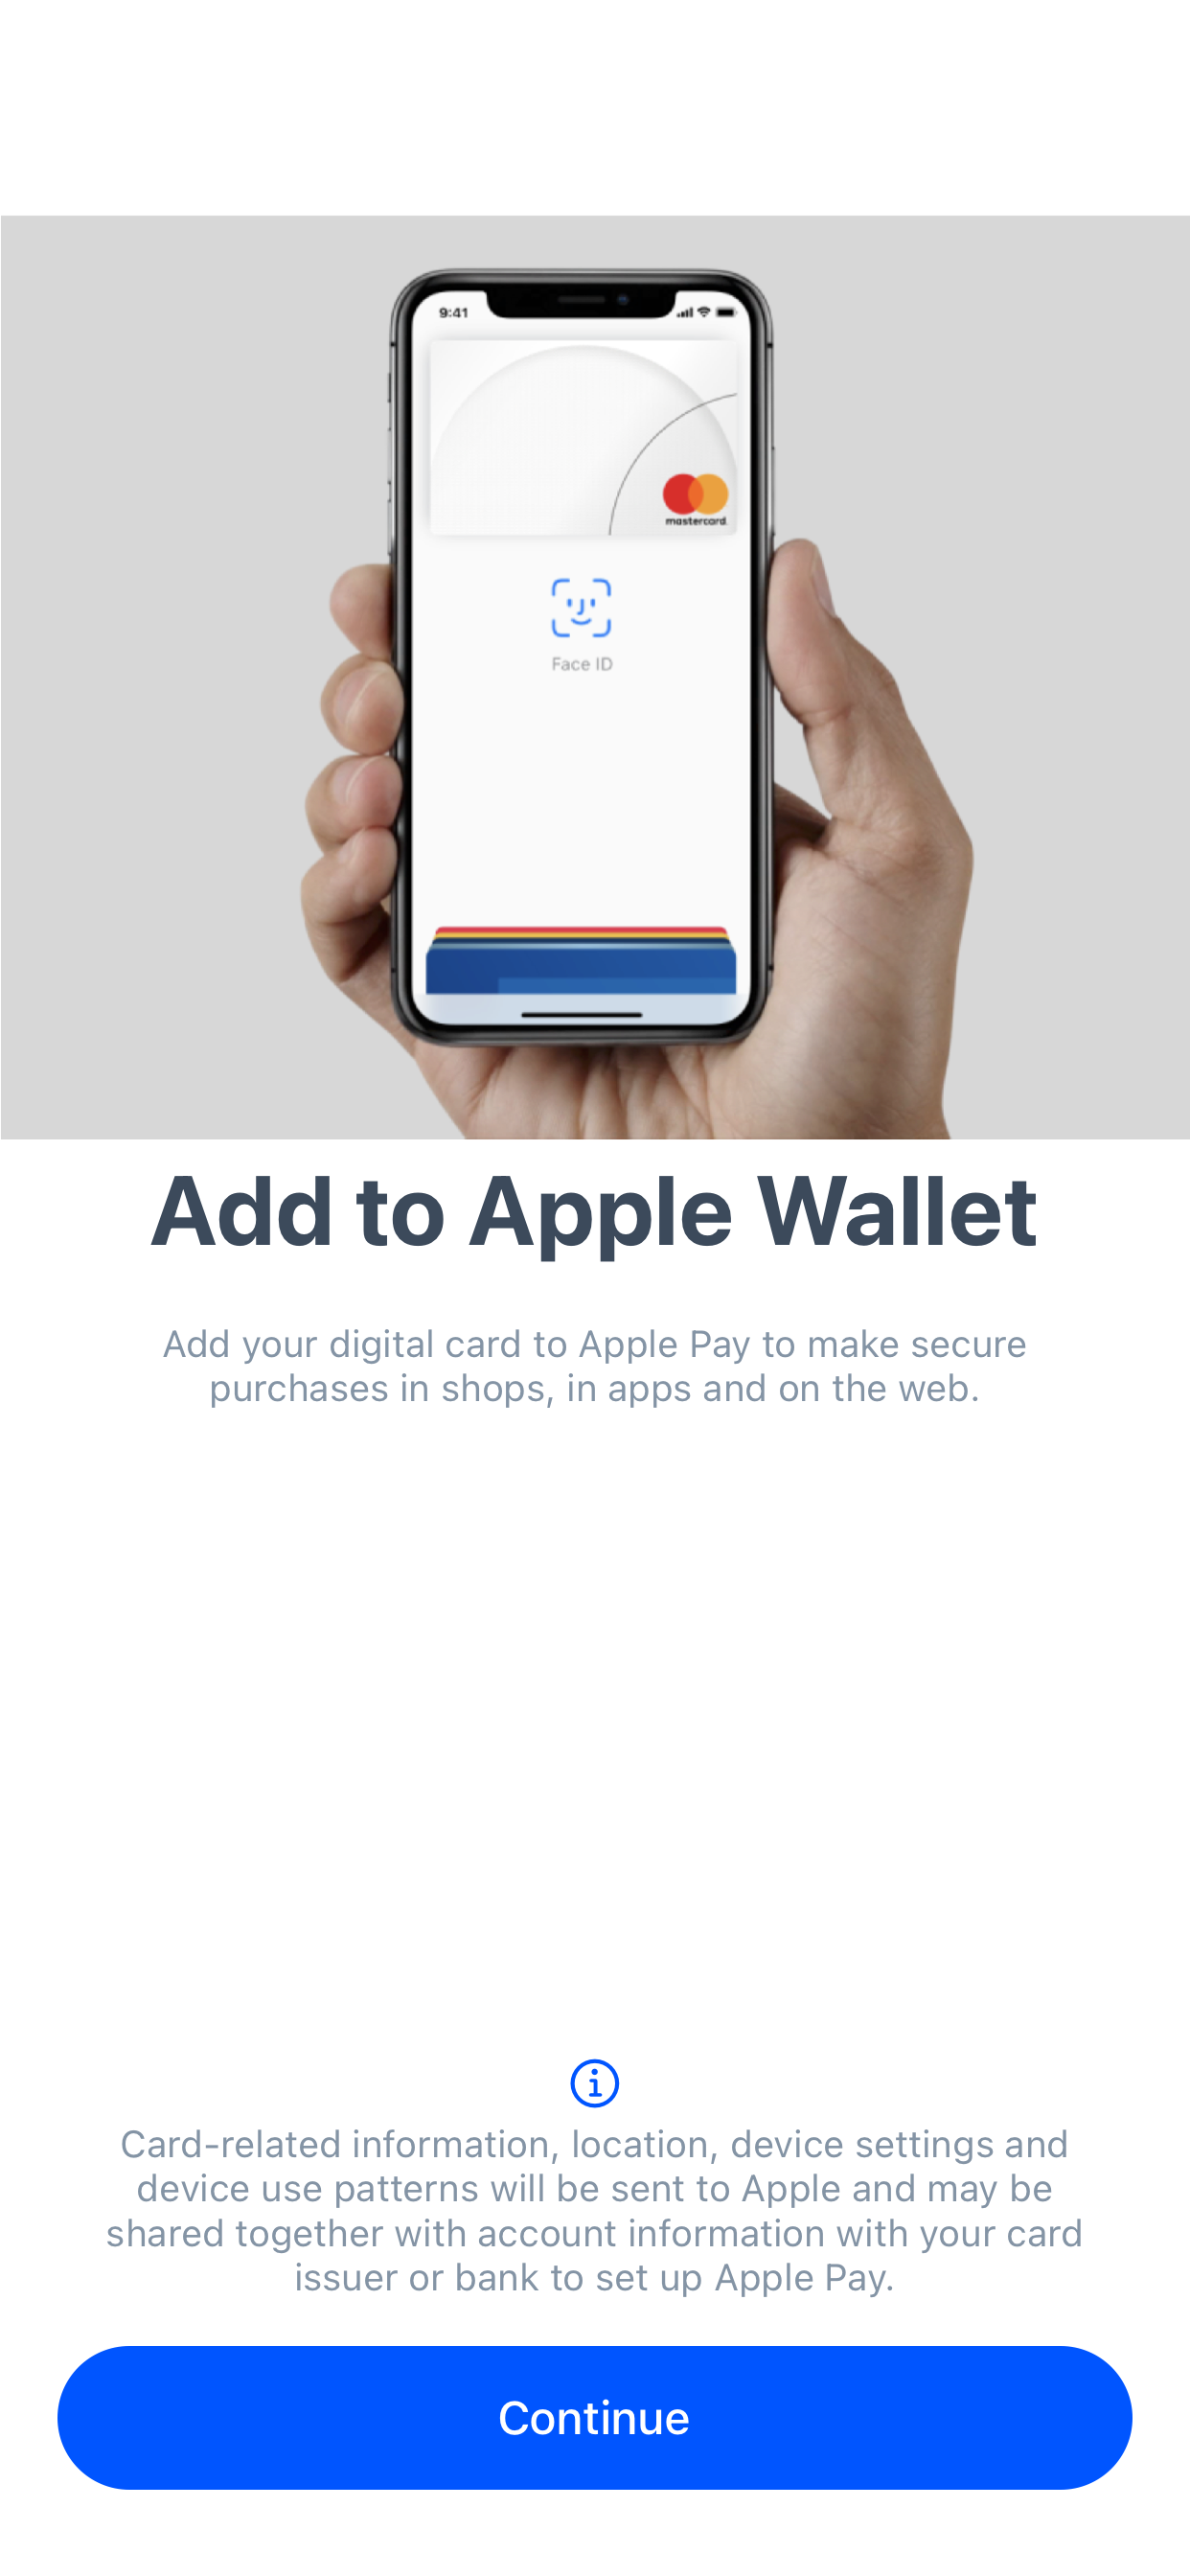 9:41
mastercard.
Face ID
Add to Apple Wallet
Add your digital card to Apple Pay to make secure
purchases in shops, in apps and on the web.
Card-related information, location, device settings and
device use patterns will be sent to Apple and may be
shared together with account information with your card
issuer or bank to set up Apple Pay.
Continue